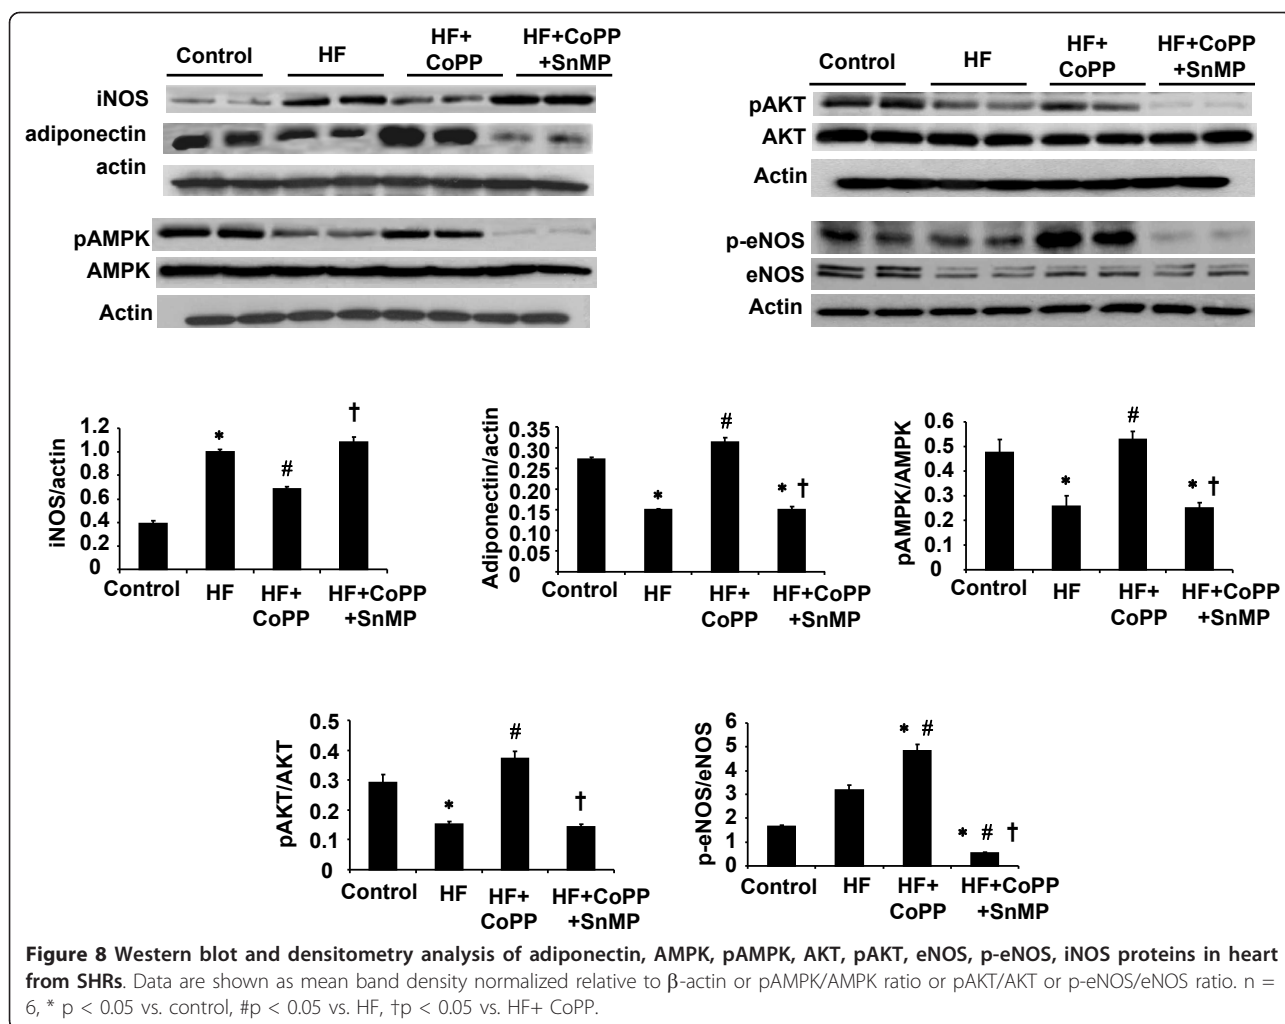 Control HF HF+ CoPP HF+CoPP +SnMP
iNOS
adiponectin
actin
pAMPK
AMPK
Actin
Control HF HF+ CoPP HF+CoPP +SnMP
pAKT
AKT
Actin
p-eNOS
eNOS
Actin
iNOS/actin
1.2
1.0
0.8
0.6
0.4
0.2
0
* # †
Control HF HF+ CoPP HF+CoPP +SnMP
Adiponectin/actin
0.35
0.30
0.25
0.20
0.15
0.10
0.05
0
* # * †
Control HF HF+ CoPP HF+CoPP +SnMP
pAMPK/AMPK
0.6
0.5
0.4
0.3
0.2
0.1
0
* # * †
Control HF HF+ CoPP HF+CoPP +SnMP
pAKT/AKT
0.5
0.4
0.3
0.2
0.1
0
* # †
Control HF HF+ CoPP HF+CoPP +SnMP
p-eNOS/eNOS
6
5
4
3
2
1
0
* # * # †
Control HF HF+ CoPP HF+CoPP +SnMP
Figure 8 Western blot and densitometry analysis of adiponectin, AMPK, pAMPK, AKT, pAKT, eNOS, p-eNOS, iNOS proteins in heart
from SHRs. Data are shown as mean band density normalized relative to β-actin or pAMPK/AMPK ratio or pAKT/AKT or p-eNOS/eNOS ratio. n =
6, * p < 0.05 vs. control, #p < 0.05 vs. HF, †p < 0.05 vs. HF+ CoPP.